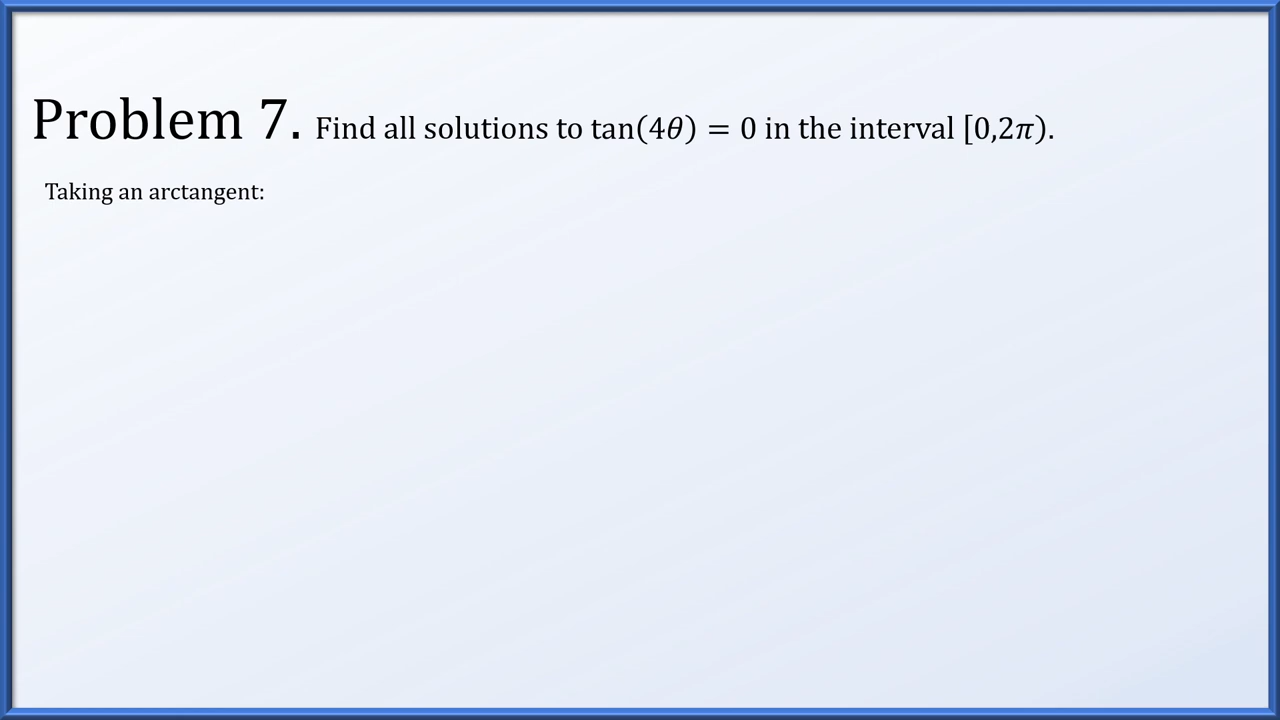 Problem 7. Find all solutions to tan(4𝜃) = 0 in the interval [0,2𝜋).
Taking an arctangent: